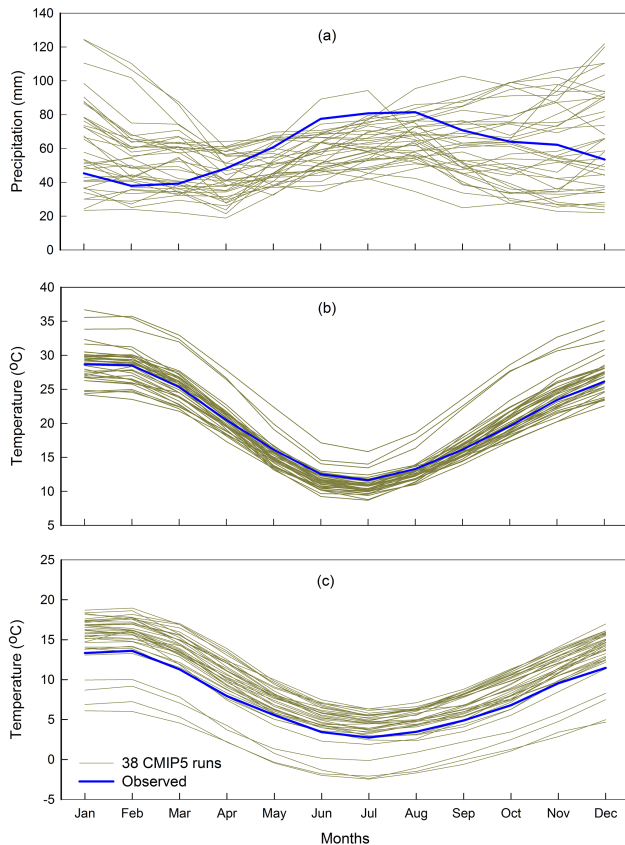 140
120
100
80
60
40
20
0
Precipitation (mm)
(a)
40
35
30
25
20
15
10
5
Temperature (ºC)
(b)
25
20
15
10
5
0
-5
Temperature (ºC)
(c)
38 CMIP5 runs
Observed
Jan Feb Mar Apr May Jun Jul Aug Sep Oct Nov Dec
Months